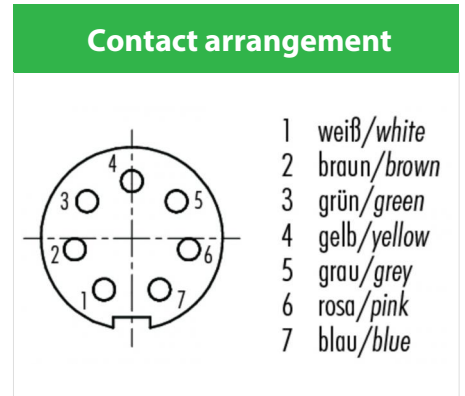 Contact arrangement
4
3
5
2
6
1
7
1 weiß/white
2 braun/brown
3 grün/green
4 gelb/yellow
5 grau/grey
6 rosa/pink
7 blau/blue